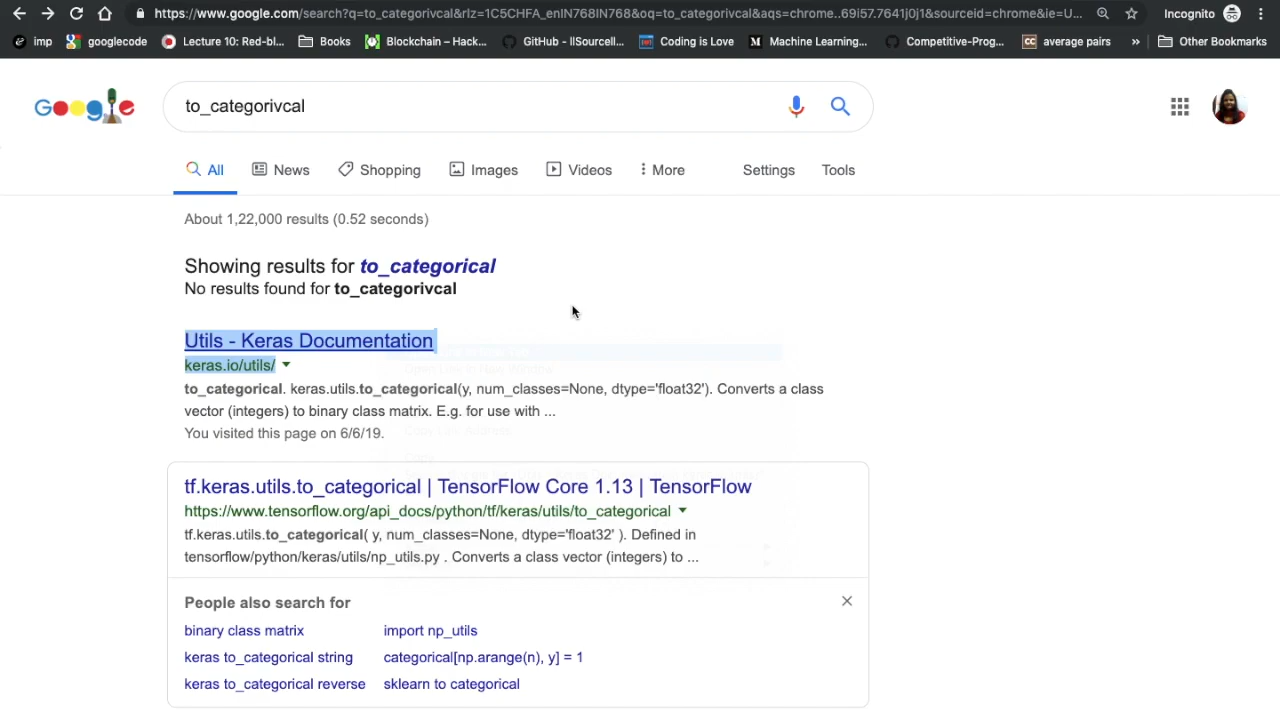 https://www.google.com/search?q=to_categorivcal&rlz=1C5CHFA_enIN768IN768&oq=to_categorivcal&aqs=chrome..69i57.7641j0j1&sourceid=chrome&ie=U... Incognito
imp googlecode Lecture 10: Red-bl... Books Blockchain – Hack... GitHub - llSourcell... Coding is Love Machine Learning... Competitive-Prog... CC average pairs » Other Bookmarks
Google to_categorivcal
All News Shopping Images Videos More Settings Tools
About 1,22,000 results (0.52 seconds)
Showing results for to_categorical
No results found for to_categorivcal
Utils - Keras Documentation
keras.io/utils/
to_categorical. keras.utils.to_categorical(y, num_classes=None, dtype='float32'). Converts a class
vector (integers) to binary class matrix. E.g. for use with ...
You visited this page on 6/6/19.
tf.keras.utils.to_categorical | TensorFlow Core 1.13 | TensorFlow
https://www.tensorflow.org/api_docs/python/tf/keras/utils/to_categorical
tf.keras.utils.to_categorical( y, num_classes=None, dtype='float32' ). Defined in
tensorflow/python/keras/utils/np_utils.py . Converts a class vector (integers) to ...
People also search for
binary class matrix import np_utils
keras to_categorical string categorical[np.arange(n), y] = 1
keras to_categorical reverse sklearn to categorical